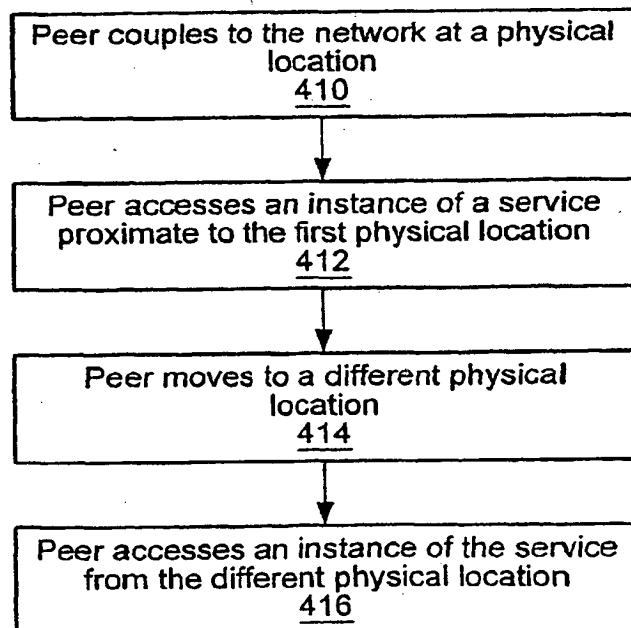 Peer couples to the network at a physical
location
410
Peer accesses an instance of a service
proximate to the first physical location
412
Peer moves to a different physical
location
414
Peer accesses an instance of the service
from the different physical location
416